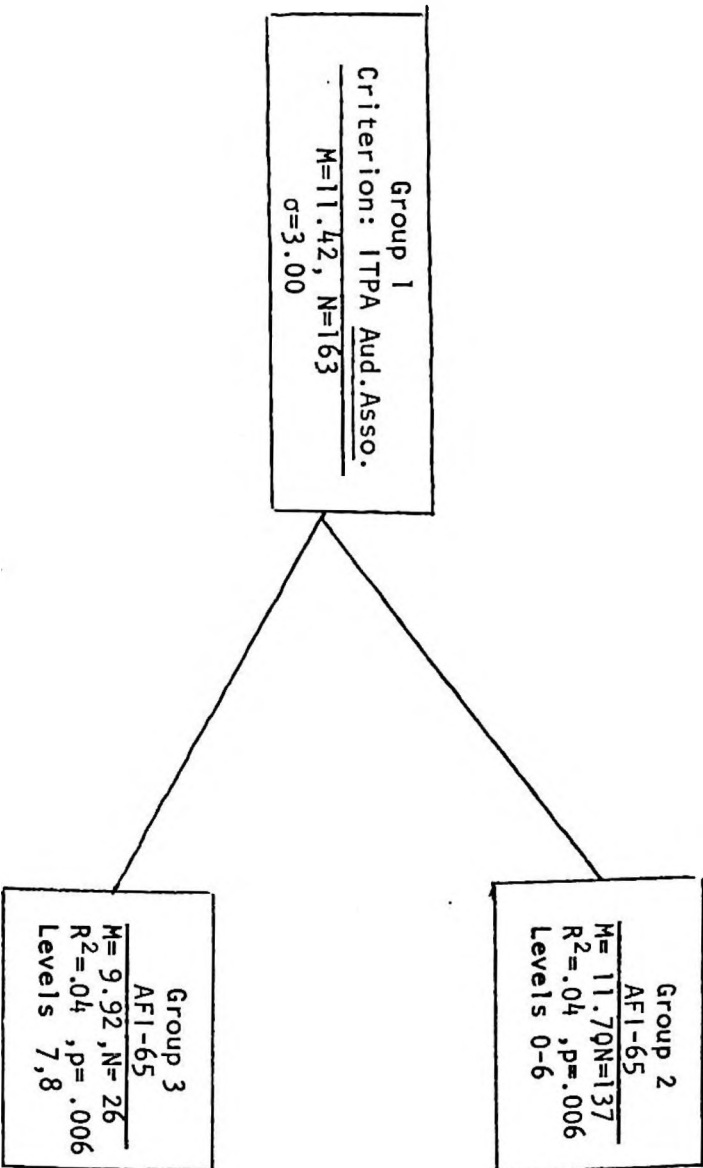 Group 1
Criterion: ITPA Aud.Asso.
M=11.42, N=163
σ=3.00
Group 2
AFI-65
M= 11.70N=137
R²=.04 ,p=.006
Levels 0-6
Group 3
AFI-65
M= 9.92,N= 26
R²=.04 ,p= .006
Levels 7,8